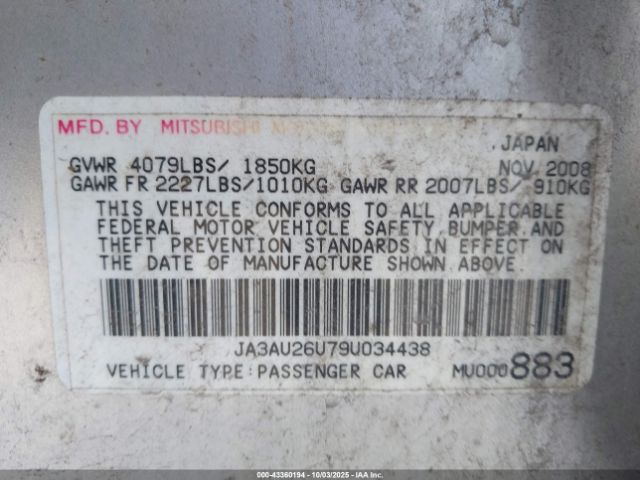 MFD. BY MITSUBISHI
JAPAN
GVWR 4079LBS/ 1850KG NOV 2008
GAWR FR 2227LBS/1010KG GAWR RR 2007LBS/ 910KG
THIS VEHICLE CONFORMS TO ALL APPLICABLE
FEDERAL MOTOR VEHICLE SAFETY, BUMPER, AND
THEFT PREVENTION STANDARDS IN EFFECT ON
THE DATE OF MANUFACTURE SHOWN ABOVE.
JA3AU26U79U034438
VEHICLE TYPE:PASSENGER CAR MU000883
000-43360194 - 10/03/2025 - IAAI.COM